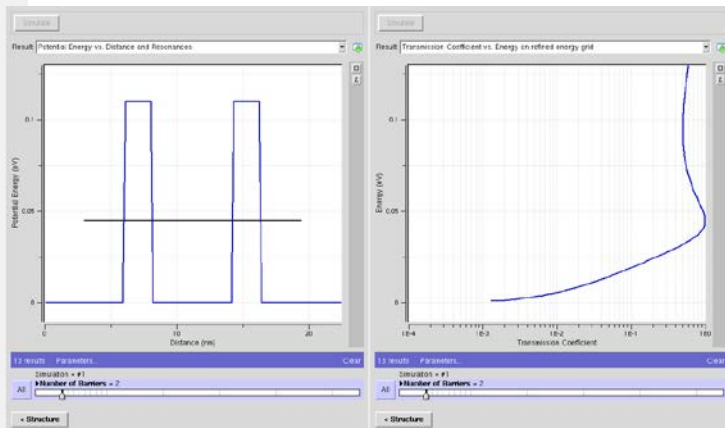 Simulate
Result: Potential Energy vs. Distance and Resonances
Potential Energy (eV)
0.1
0.05
0
0
10
20
Distance (nm)
13 results Parameters... Clear
Simulation = #1
All
Number of Barriers = 2
< Structure
Simulate
Result: Transmission Coefficient vs. Energy on refined energy grid
Energy (eV)
0.1
0.05
0
1E-4
1E-3
1E-2
1E-1
1E0
Transmission Coefficient
13 results Parameters... Clear
Simulation = #1
All
Number of Barriers = 2
< Structure